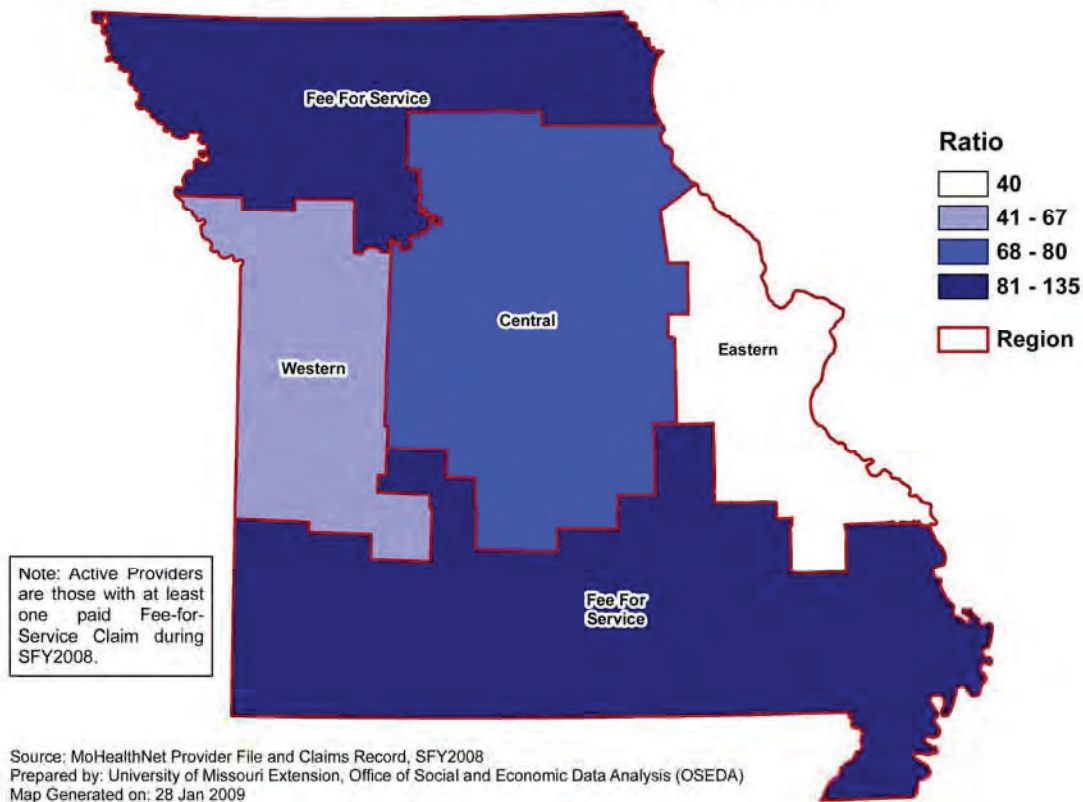 Fee For Service
Ratio
40
41 - 67
68 - 80
81 - 135
Region
Central
Eastern
Western
Fee For
Service
Note: Active Providers
are those with at least
one paid Fee-for-
Service Claim during
SFY2008.
Source: MoHealthNet Provider File and Claims Record, SFY2008
Prepared by: University of Missouri Extension, Office of Social and Economic Data Analysis (OSEDA)
Map Generated on: 28 Jan 2009